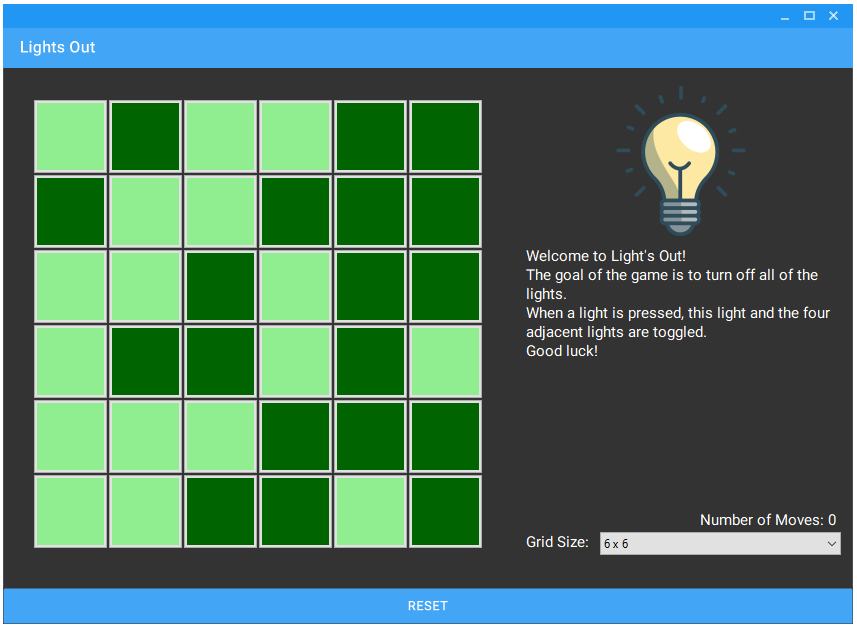 Lights Out
Welcome to Light's Out!
The goal of the game is to turn off all of the
lights.
When a light is pressed, this light and the four
adjacent lights are toggled.
Good luck!
Number of Moves: 0
Grid Size: 6 x 6
RESET